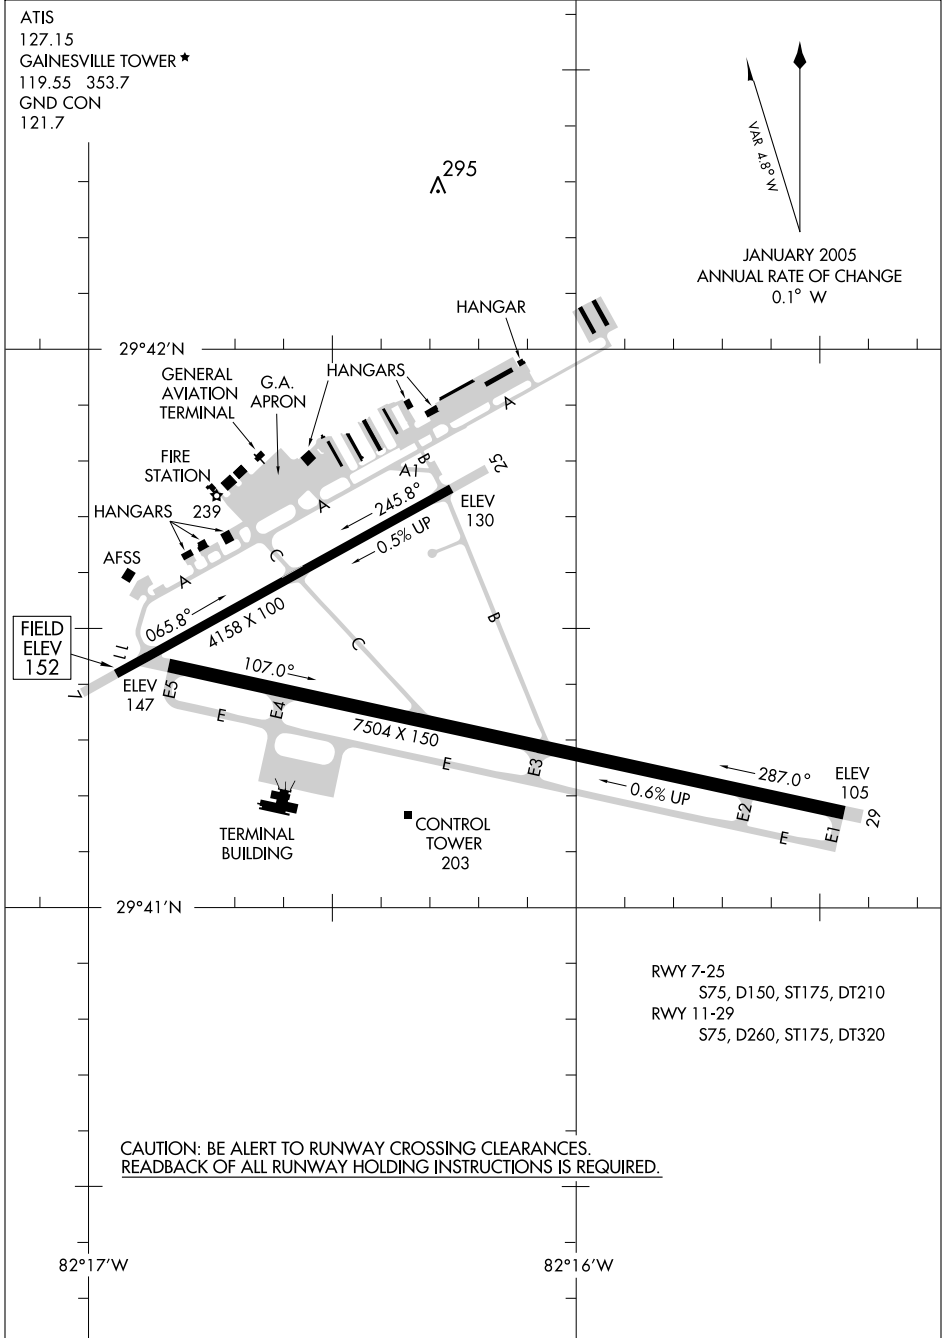 ATIS
127.15
GAINESVILLE TOWER ★
119.55 353.7
GND CON
121.7
VAR 4.8° W
JANUARY 2005
ANNUAL RATE OF CHANGE
0.1° W
295
HANGAR
29°42'N
HANGARS
GENERAL
AVIATION
TERMINAL
G.A.
APRON
A
FIRE
STATION
239
A1
B
25
A
245.8°
0.5% UP
ELEV
130
HANGARS
AFSS
A
C
065.8°
4158 X 100
B
C
FIELD
ELEV
152
11
7
ELEV
147
E5
107.0°
E
E4
7504 X 150
E
E3
287.0°
0.6% UP
ELEV
105
E2
E
E1
29
TERMINAL
BUILDING
CONTROL
TOWER
203
29°41'N
RWY 7-25
S75, D150, ST175, DT210
RWY 11-29
S75, D260, ST175, DT320
CAUTION: BE ALERT TO RUNWAY CROSSING CLEARANCES.
READBACK OF ALL RUNWAY HOLDING INSTRUCTIONS IS REQUIRED.
82°17'W
82°16'W